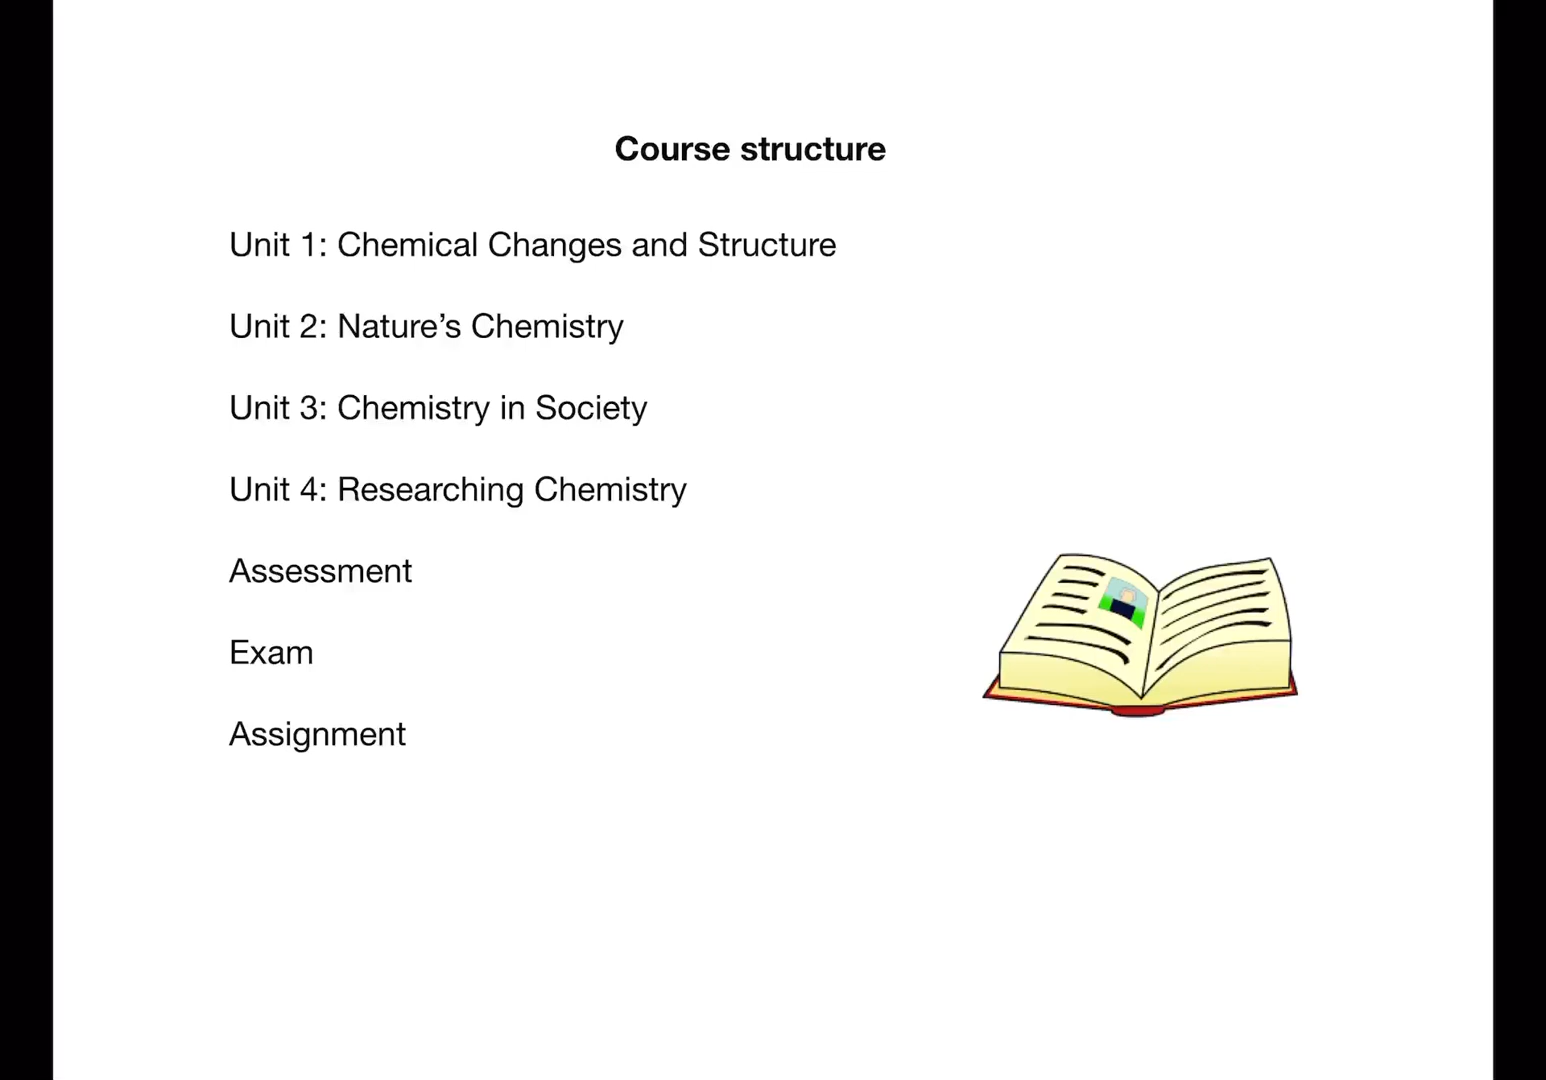 Course structure
Unit 1: Chemical Changes and Structure
Unit 2: Nature’s Chemistry
Unit 3: Chemistry in Society
Unit 4: Researching Chemistry
Assessment
Exam
Assignment